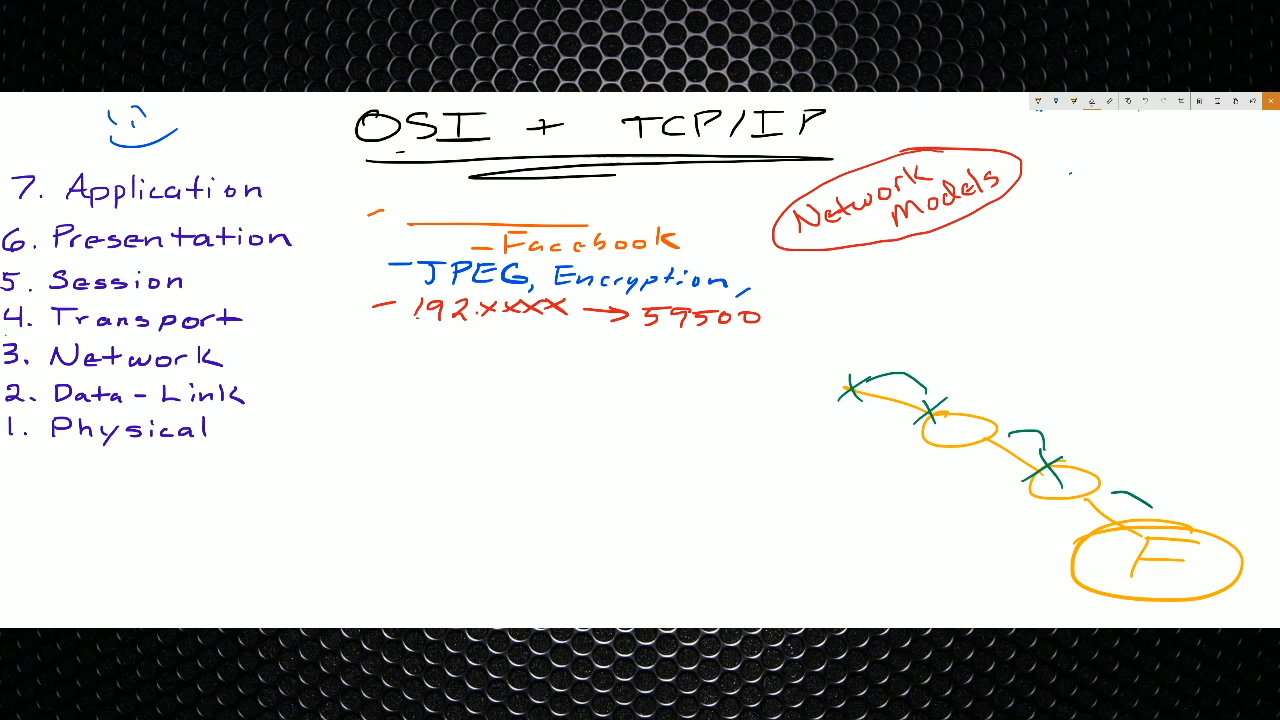 OSI + TCP/IP
Network
Models
7. Application
6. Presentation
5. Session
4. Transport
3. Network
2. Data-Link
1. Physical
- Facebook
- JPEG, Encryption,
- 192.xxxx → 59500
F